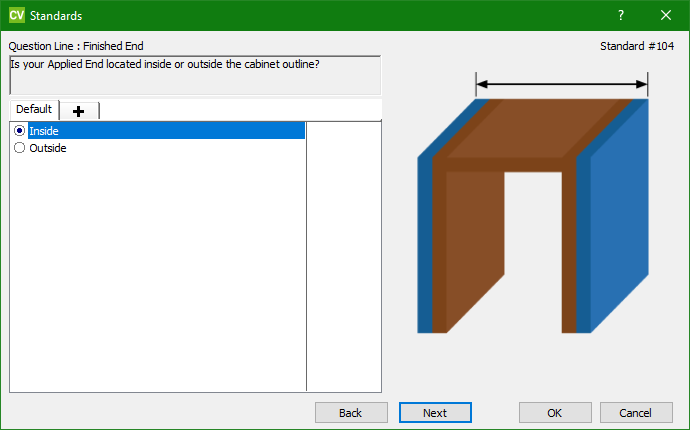 CV Standards ?
Question Line : Finished End Standard #104
Is your Applied End located inside or outside the cabinet outline?
Default
Inside
Outside
Back Next OK Cancel